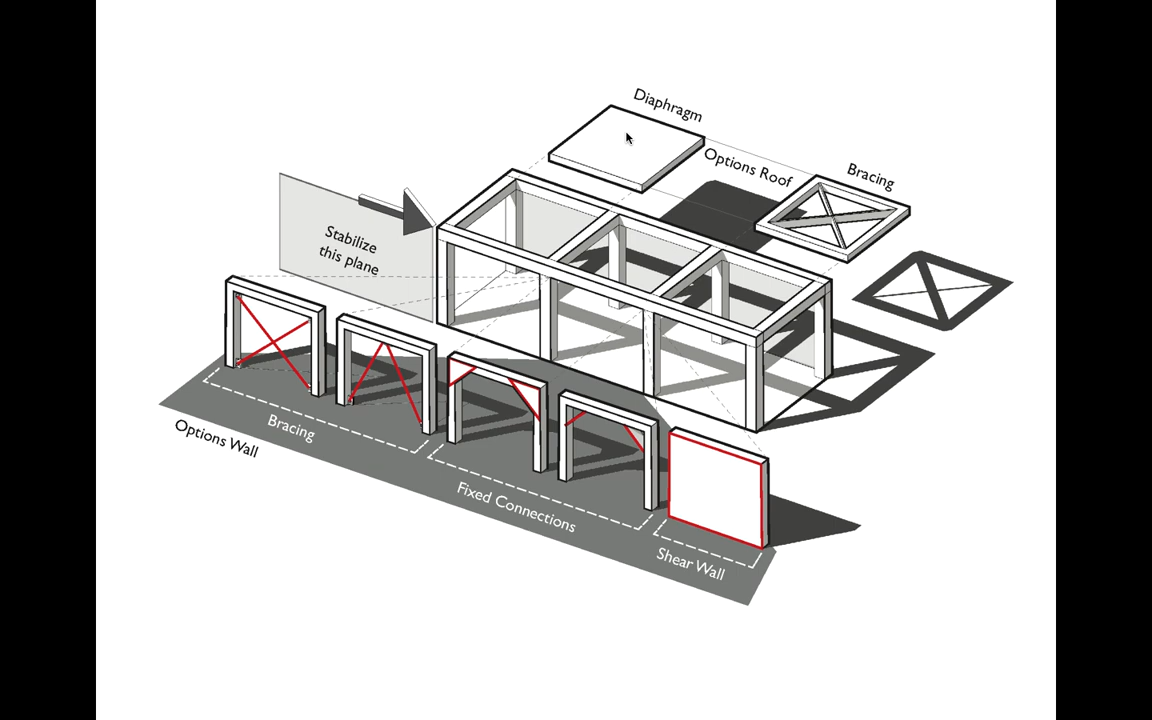 Diaphragm
Options Roof
Bracing
Stabilize
this plane
Options Wall
Bracing
Fixed Connections
Shear Wall